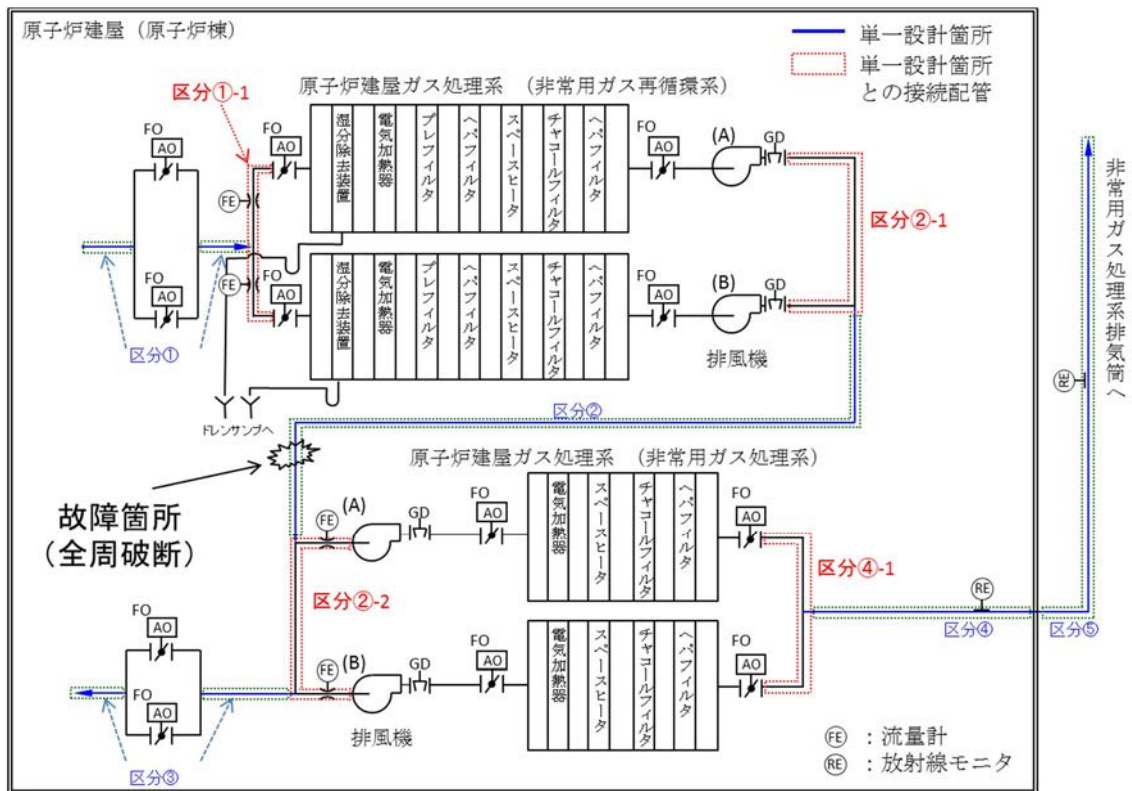 原子炉建屋（原子炉棟）
単一設計箇所
単一設計箇所
との接続配管
原子炉建屋ガス処理系 （非常用ガス再循環系）
区分①-1
FO
AO
FO
AO
FE
湿分除去装置
電気加熱器
プレフィルタ
ヘパフィルタ
スペースヒータ
チャコールフィルタ
ヘパフィルタ
FO
AO
(A)
GD
区分②-1
FO
AO
FE
FO
AO
湿分除去装置
電気加熱器
プレフィルタ
ヘパフィルタ
スペースヒータ
チャコールフィルタ
ヘパフィルタ
FO
AO
(B)
GD
排風機
区分①
ドレンサンプへ
区分②
非常用ガス処理系排気筒へ
RE
故障箇所
（全周破断）
原子炉建屋ガス処理系 （非常用ガス処理系）
(A)
FE
GD
FO
AO
電気加熱器
スペースヒータ
チャコールフィルタ
ヘパフィルタ
FO
AO
区分④-1
区分②-2
RE
区分④
区分⑤
FO
AO
FO
AO
FE
(B)
GD
FO
AO
電気加熱器
スペースヒータ
チャコールフィルタ
ヘパフィルタ
FO
AO
排風機
区分③
FE ：流量計
RE ：放射線モニタ